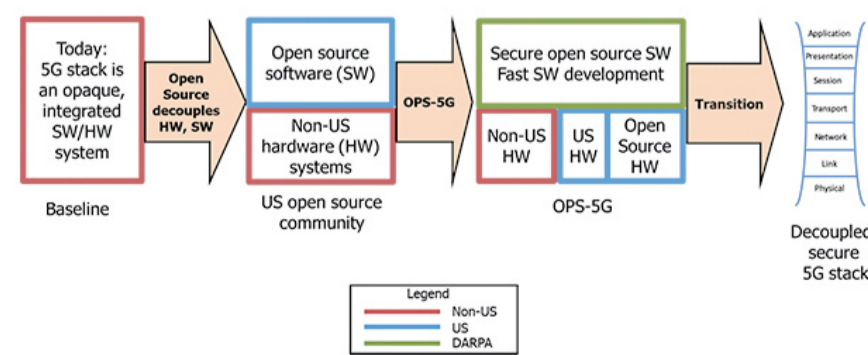 Today:
5G stack is
an opaque,
integrated
SW/HW
system
Baseline
Open
Source
decouples
HW, SW
Open source
software (SW)
Non-US
hardware (HW)
systems
US open source
community
OPS-5G
Secure open source SW
Fast SW development
Non-US
HW
US
HW
Open
Source
HW
OPS-5G
Transition
Application
Presentation
Session
Transport
Network
Link
Physical
Decoupled
secure
5G stack
Legend
Non-US
US
DARPA